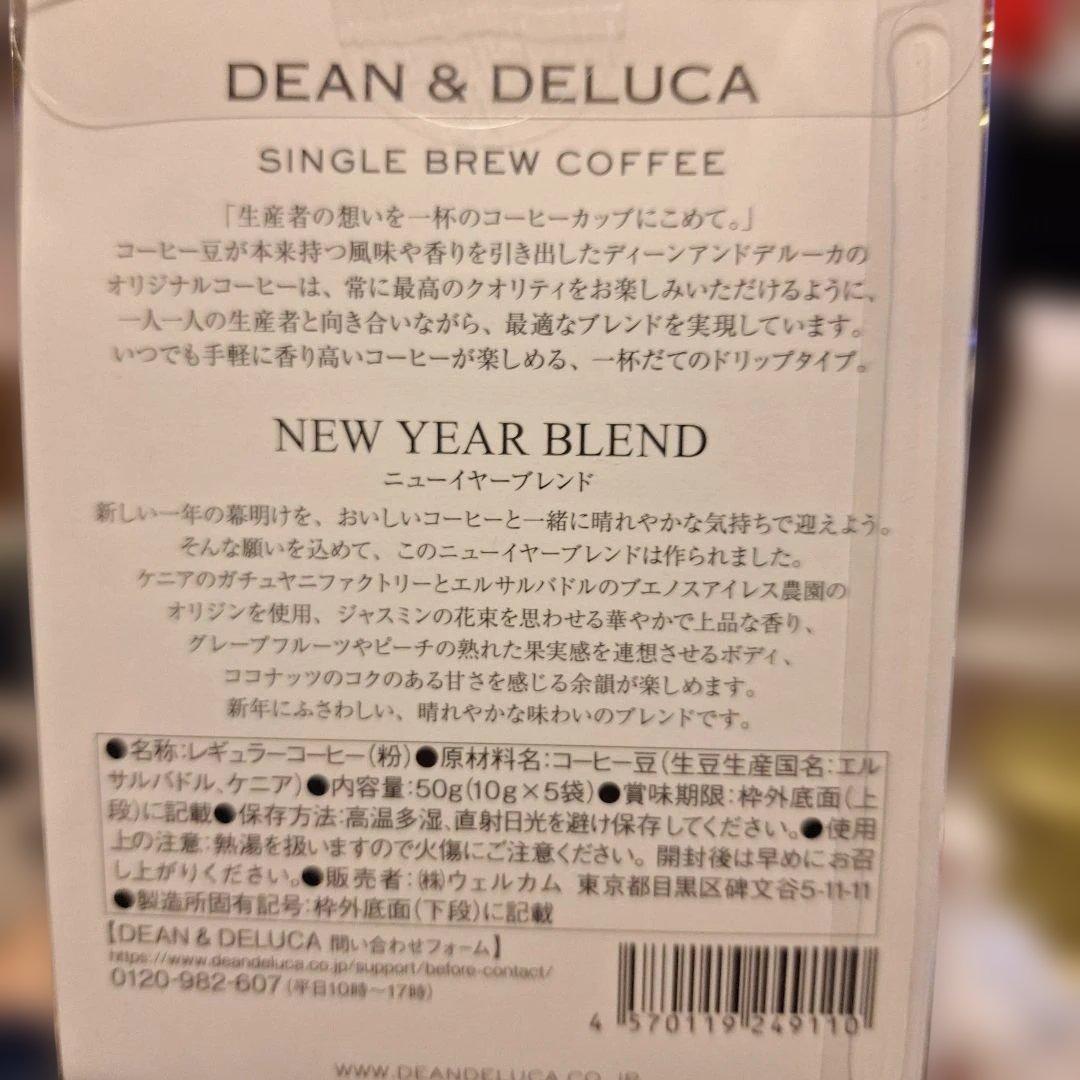 DEAN & DELUCA
SINGLE BREW COFFEE
「生産者の想いを一杯のコーヒーカップにこめて。」
コーヒー豆が本来持つ風味や香りを引き出したディーンアンドデルーカの
オリジナルコーヒーは、常に最高のクオリティをお楽しみいただけるように、
一人一人の生産者と向き合いながら、最適なブレンドを実現しています。
いつでも手軽に香り高いコーヒーが楽しめる、一杯だてのドリップタイプ。
NEW YEAR BLEND
ニューイヤーブレンド
新しい一年の幕明けを、おいしいコーヒーと一緒に晴れやかな気持ちで迎えよう。
そんな願いを込めて、このニューイヤーブレンドは作られました。
ケニアのガチュヤニファクトリーとエルサルバドルのブエノスアイレス農園の
オリジンを使用、ジャスミンの花束を思わせる華やかで上品な香り、
グレープフルーツやピーチの熟れた果実感を連想させるボディ、
ココナッツのコクのある甘さを感じる余韻が楽しめます。
新年にふさわしい、晴れやかな味わいのブレンドです。
●名称:レギュラーコーヒー(粉)●原材料名:コーヒー豆(生豆生産国名:エル
サルバドル、ケニア)●内容量:50g(10g×5袋)●賞味期限:枠外底面(上
段)に記載●保存方法:高温多湿、直射日光を避け保存してください。●使用
上の注意:熱湯を扱いますので火傷にご注意ください。開封後は早めにお召
し上がりください。●販売者:㈱ウェルカム 東京都目黒区碑文谷5-11-11
●製造所固有記号:枠外底面(下段)に記載
【DEAN & DELUCA 問い合わせフォーム】
https://www.deandeluca.co.jp/support/before-contact/
0120-982-607(平日10時〜17時)
4 570119 249110
WWW.DEANDELUCA.CO.JP